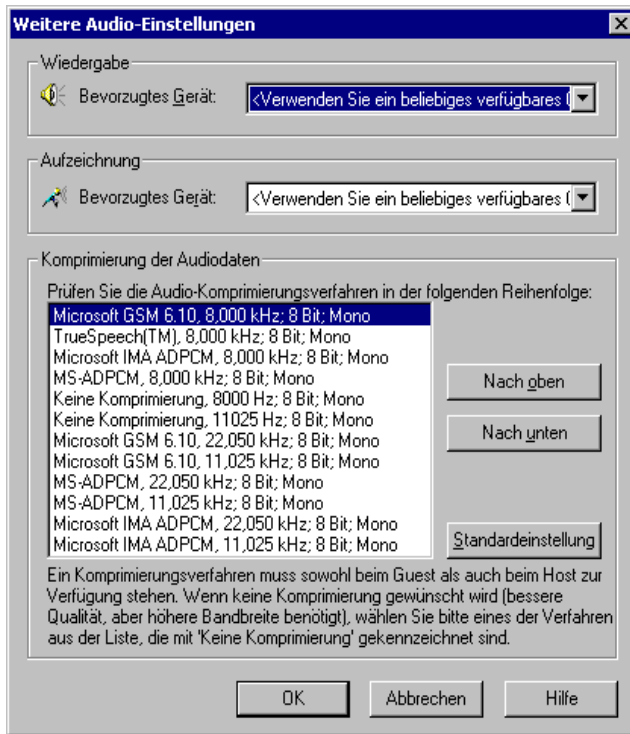 Weitere Audio-Einstellungen
Wiedergabe
Bevorzugtes Gerät:
<Verwenden Sie ein beliebiges verfügbares
Aufzeichnung
Bevorzugtes Gerät:
<Verwenden Sie ein beliebiges verfügbares
Komprimierung der Audiodaten
Prüfen Sie die Audio-Komprimierungsverfahren in der folgenden Reihenfolge:
Microsoft GSM 6.10, 8,000 kHz; 8 Bit; Mono
TrueSpeech(TM), 8,000 kHz; 8 Bit; Mono
Microsoft IMA ADPCM, 8,000 kHz; 8 Bit; Mono
MS-ADPCM, 8,000 kHz; 8 Bit; Mono
Keine Komprimierung, 8000 Hz; 8 Bit; Mono
Keine Komprimierung, 11025 Hz; 8 Bit; Mono
Microsoft GSM 6.10, 22,050 kHz; 8 Bit; Mono
Microsoft GSM 6.10, 11,025 kHz; 8 Bit; Mono
MS-ADPCM, 22,050 kHz; 8 Bit; Mono
MS-ADPCM, 11,025 kHz; 8 Bit; Mono
Microsoft IMA ADPCM, 22,050 kHz; 8 Bit; Mono
Microsoft IMA ADPCM, 11,025 kHz; 8 Bit; Mono
Nach oben
Nach unten
Standardeinstellung
Ein Komprimierungsverfahren muss sowohl beim Guest als auch beim Host zur
Verfügung stehen. Wenn keine Komprimierung gewünscht wird (bessere
Qualität, aber höhere Bandbreite benötigt), wählen Sie bitte eines der Verfahren
aus der Liste, die mit 'Keine Komprimierung' gekennzeichnet sind.
OK
Abbrechen
Hilfe